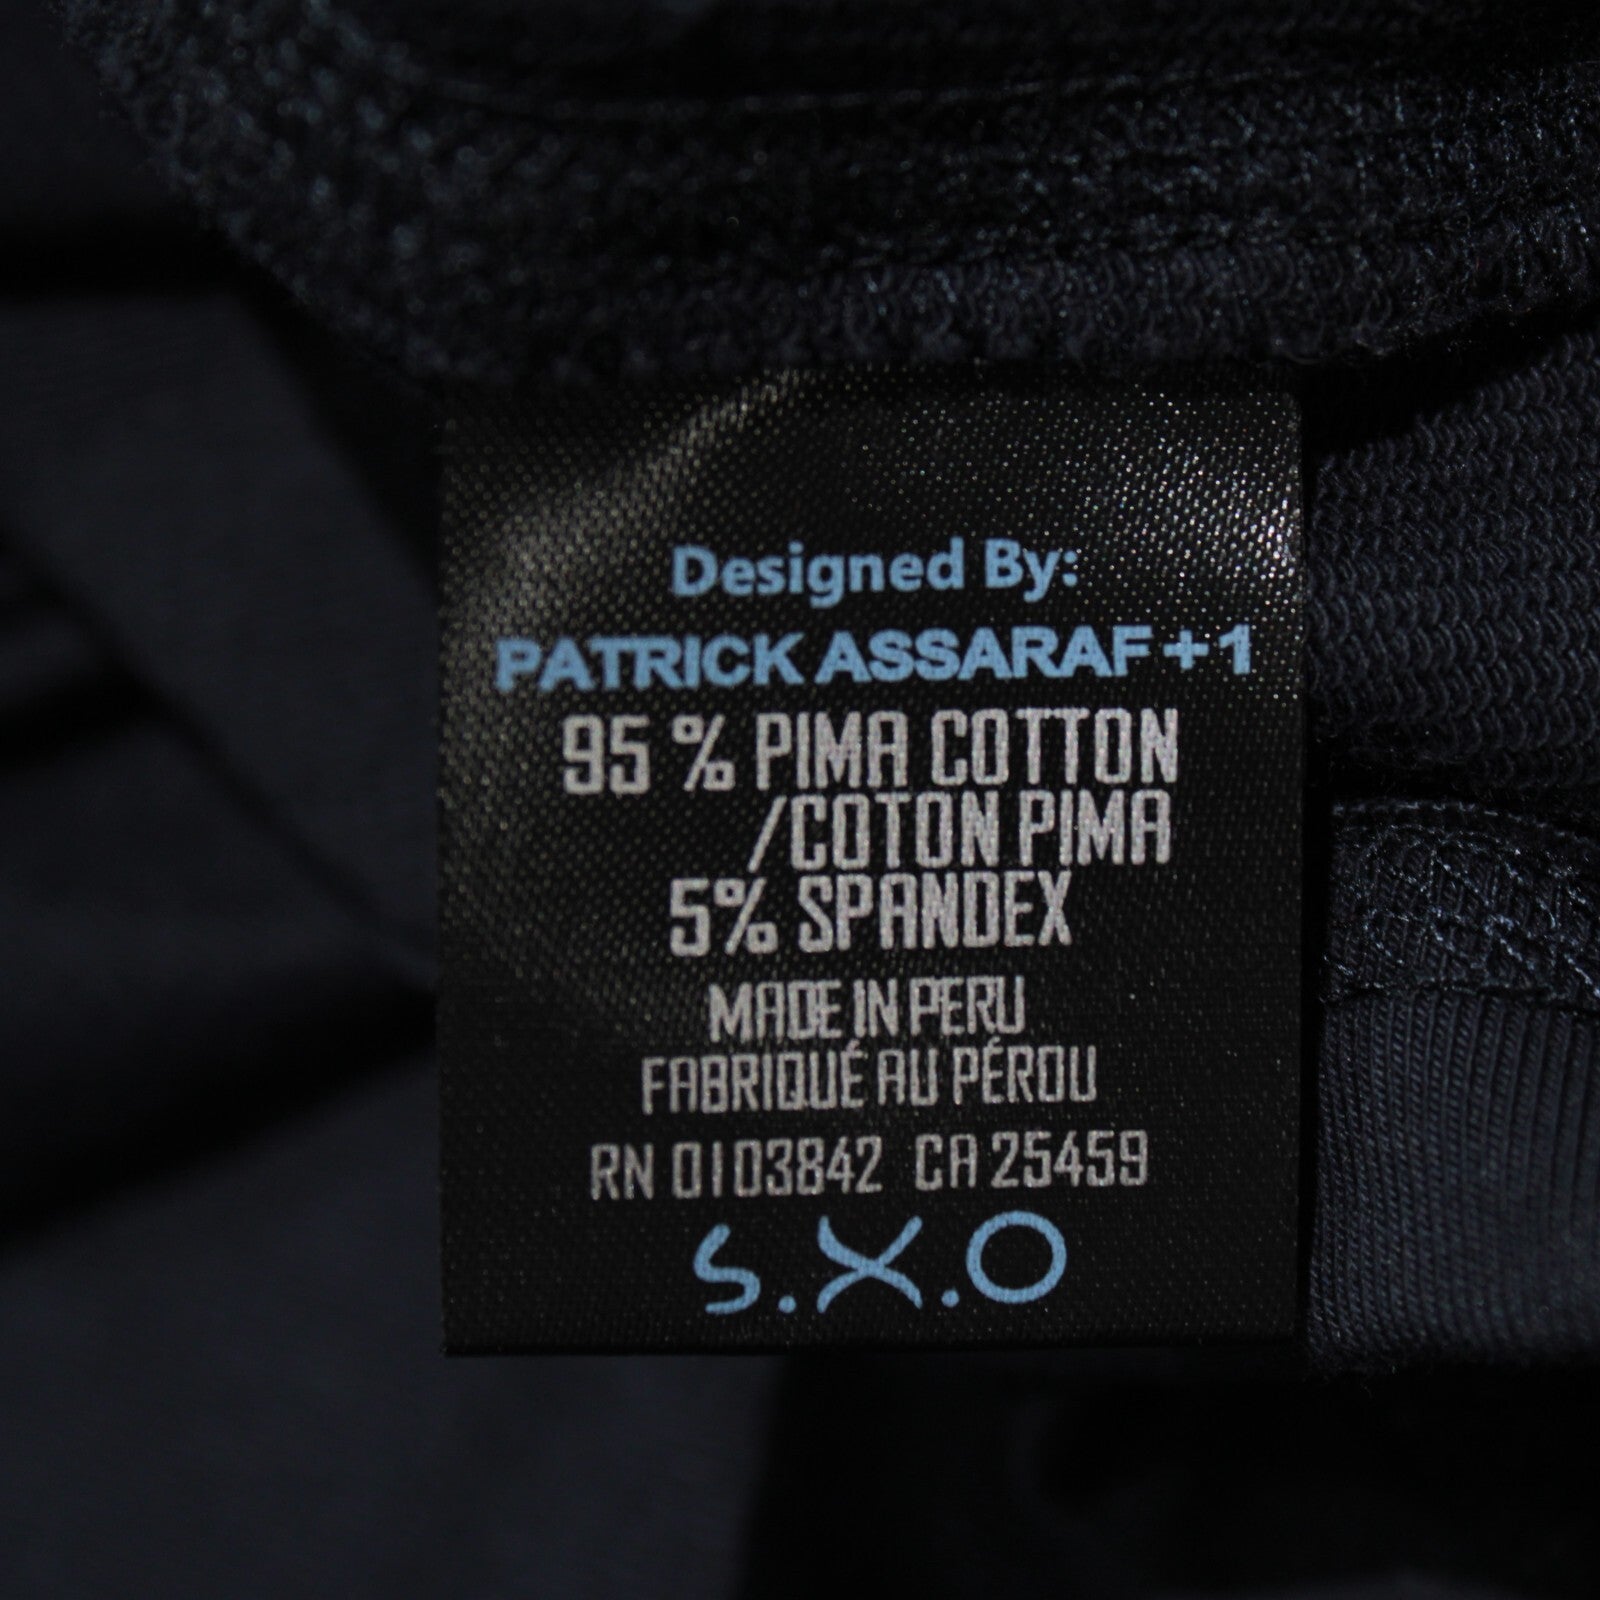 Designed By:
PATRICK ASSARAF + 1
95 % PIMA COTTON
/COTON PIMA
5% SPANDEX
MADE IN PERU
FABRIQUÉ AU PÉROU
RN 0103842 CA 25459
S.X.O